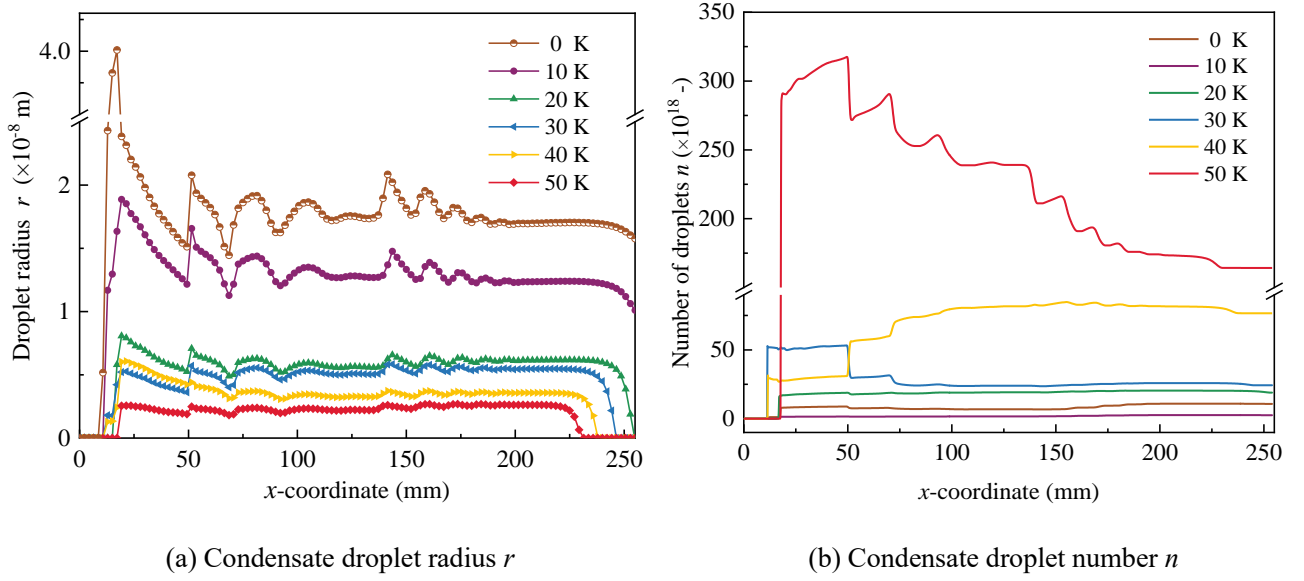 4.0
2
1
0
0
50
100
150
200
250
Droplet radius r (×10⁻⁸ m)
x-coordinate (mm)
0 K
10 K
20 K
30 K
40 K
50 K
(a) Condensate droplet radius r
350
300
250
200
50
0
0
50
100
150
200
250
Number of droplets n (×10¹⁸ -)
x-coordinate (mm)
0 K
10 K
20 K
30 K
40 K
50 K
(b) Condensate droplet number n